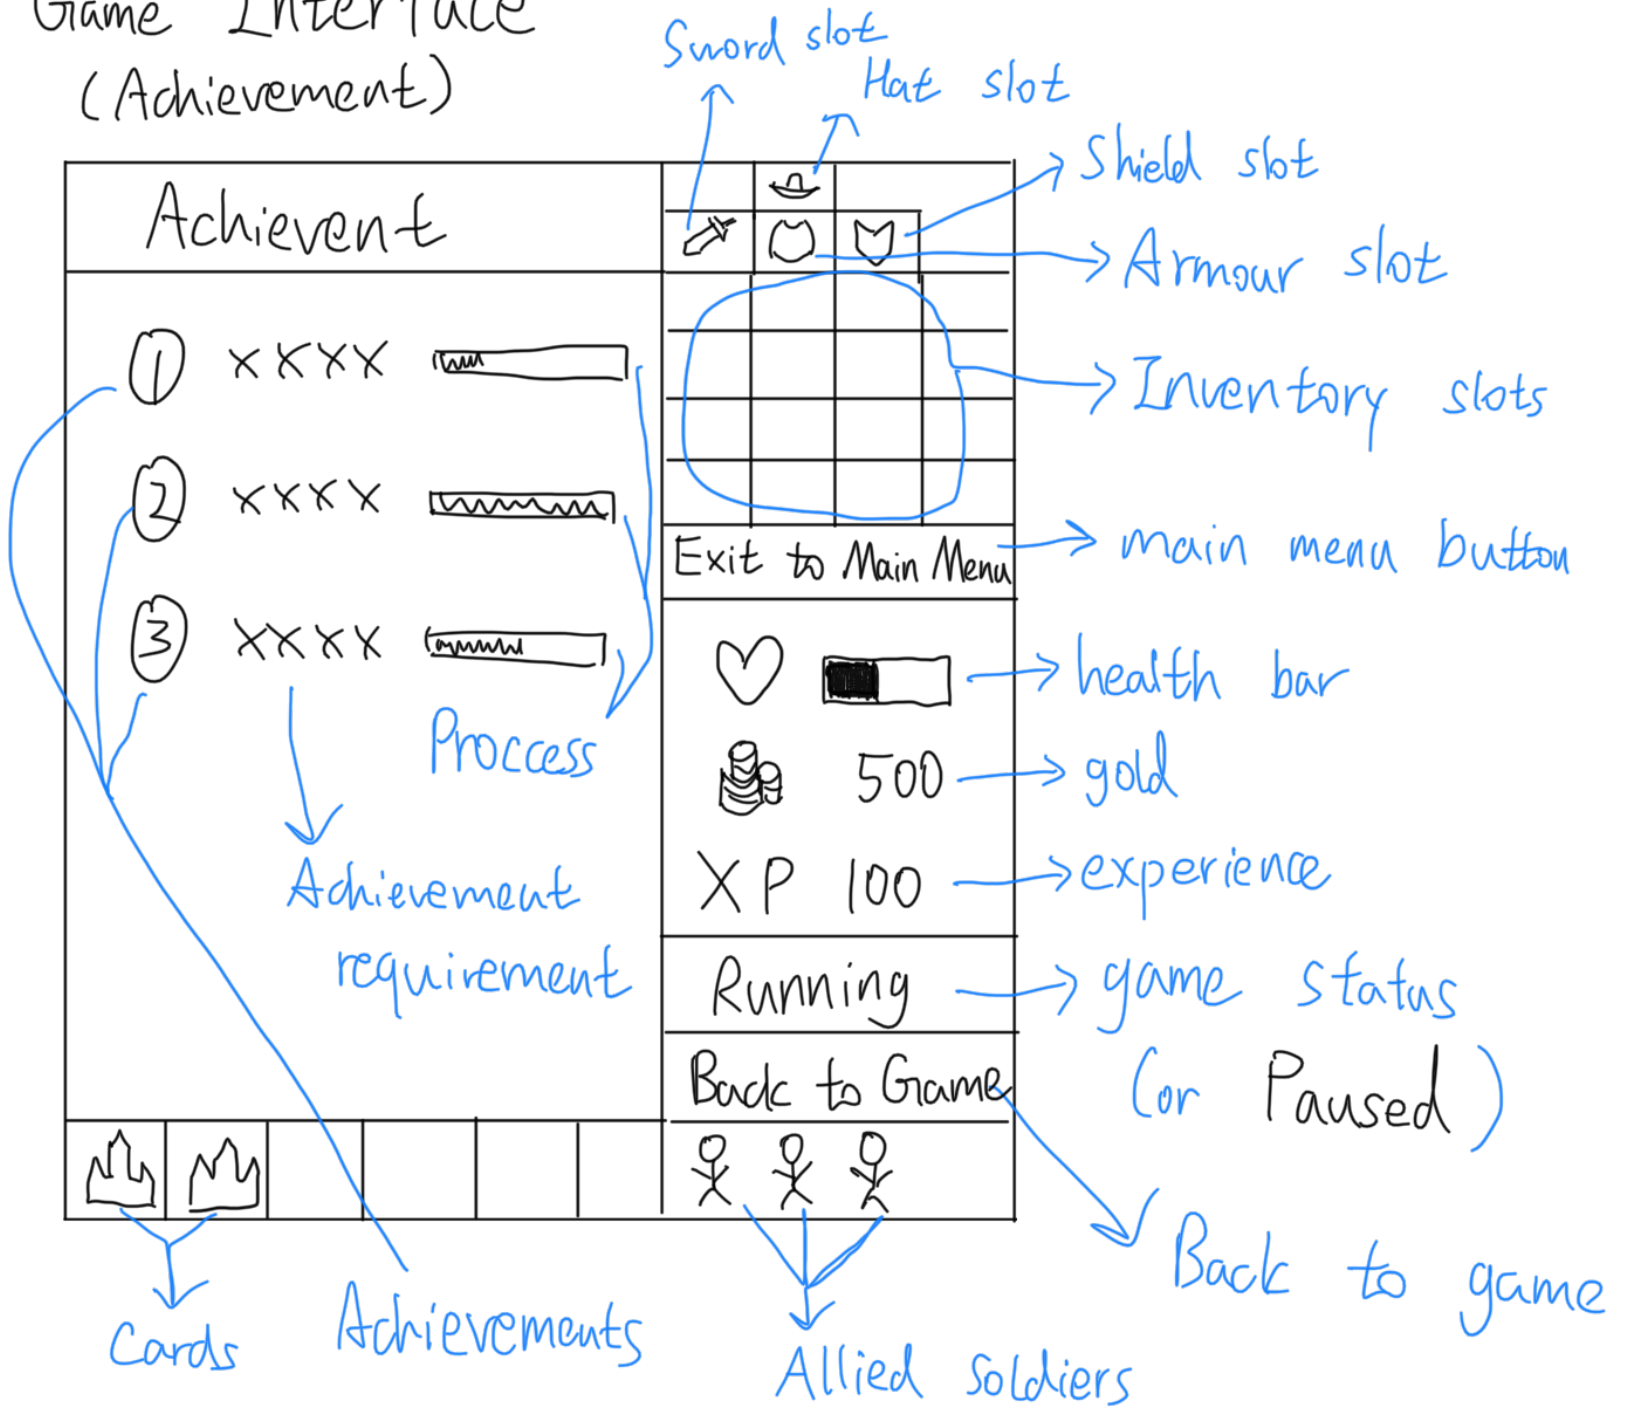 Game Interface
(Achievement)
Sword slot
Hat slot
Shield slot
Armour slot
Achievent
1 XXXX
2 XXXX
3 XXXX
Proccess
Achievement
requirement
Inventory slots
Exit to Main Menu
main menu button
health bar
500
gold
XP 100
experience
Running
game status
(or Paused)
Back to Game
Back to game
Cards
Achievements
Allied Soldiers